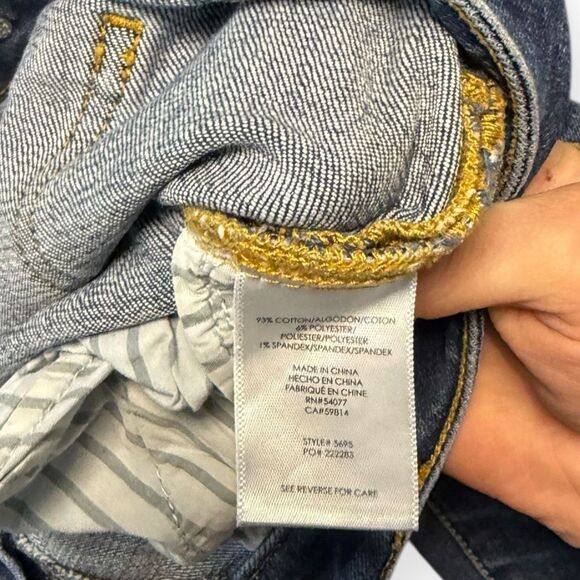 93% COTTON/ALGODON/COTON
6% POLYESTER/
POLIESTER/POLYESTER
1% SPANDEX/SPANDEX/SPANDEX
MADE IN CHINA
HECHO EN CHINA
FABRIQUÉ EN CHINE
RN#54077
CA#59814
STYLE# 5695
PO# 222283
SEE REVERSE FOR CARE